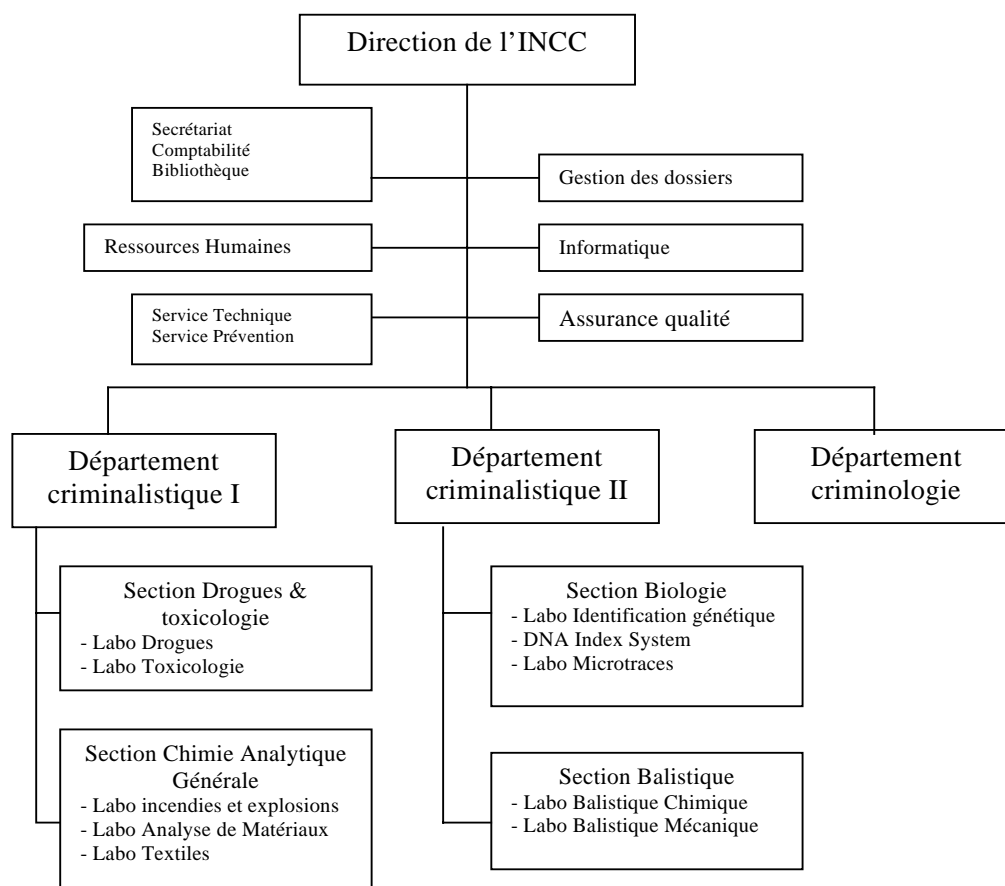 Direction de l’INCC
Secrétariat
Comptabilité
Bibliothèque
Gestion des dossiers
Ressources Humaines
Informatique
Service Technique
Service Prévention
Assurance qualité
Département
criminalistique I
Département
criminalistique II
Département
criminologie
Section Drogues &
toxicologie
- Labo Drogues
- Labo Toxicologie
Section Biologie
- Labo Identification génétique
- DNA Index System
- Labo Microtraces
Section Chimie Analytique
Générale
- Labo incendies et explosions
- Labo Analyse de Matériaux
- Labo Textiles
Section Balistique
- Labo Balistique Chimique
- Labo Balistique Mécanique